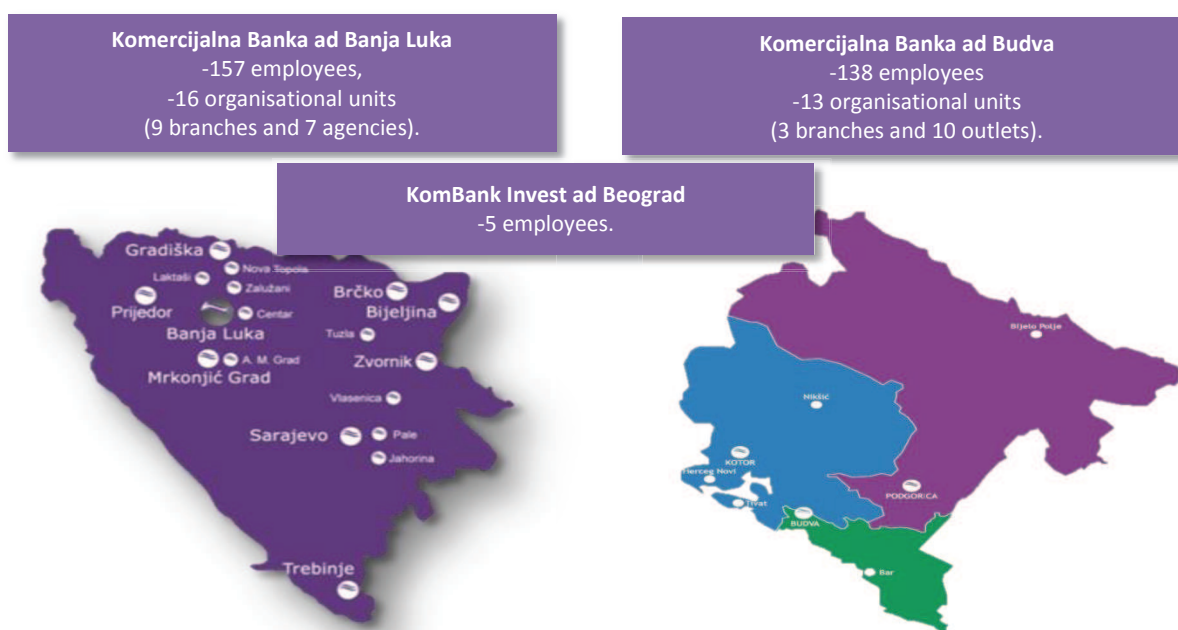 Komercijalna Banka ad Banja Luka
-157 employees,
-16 organisational units
(9 branches and 7 agencies).
Komercijalna Banka ad Budva
-138 employees
-13 organisational units
(3 branches and 10 outlets).
KomBank Invest ad Beograd
-5 employees.
Gradiška
Nova Topola
Laktaši
Zalužani
Prijedor
Centar
Banja Luka
Brčko
Bijeljina
Tuzla
A. M. Grad
Mrkonjić Grad
Zvornik
Vlasenica
Sarajevo
Pale
Jahorina
Trebinje
Bijelo Polje
Nikšić
KOTOR
Herceg Novi
Tivat
PODGORICA
BUDVA
Bar